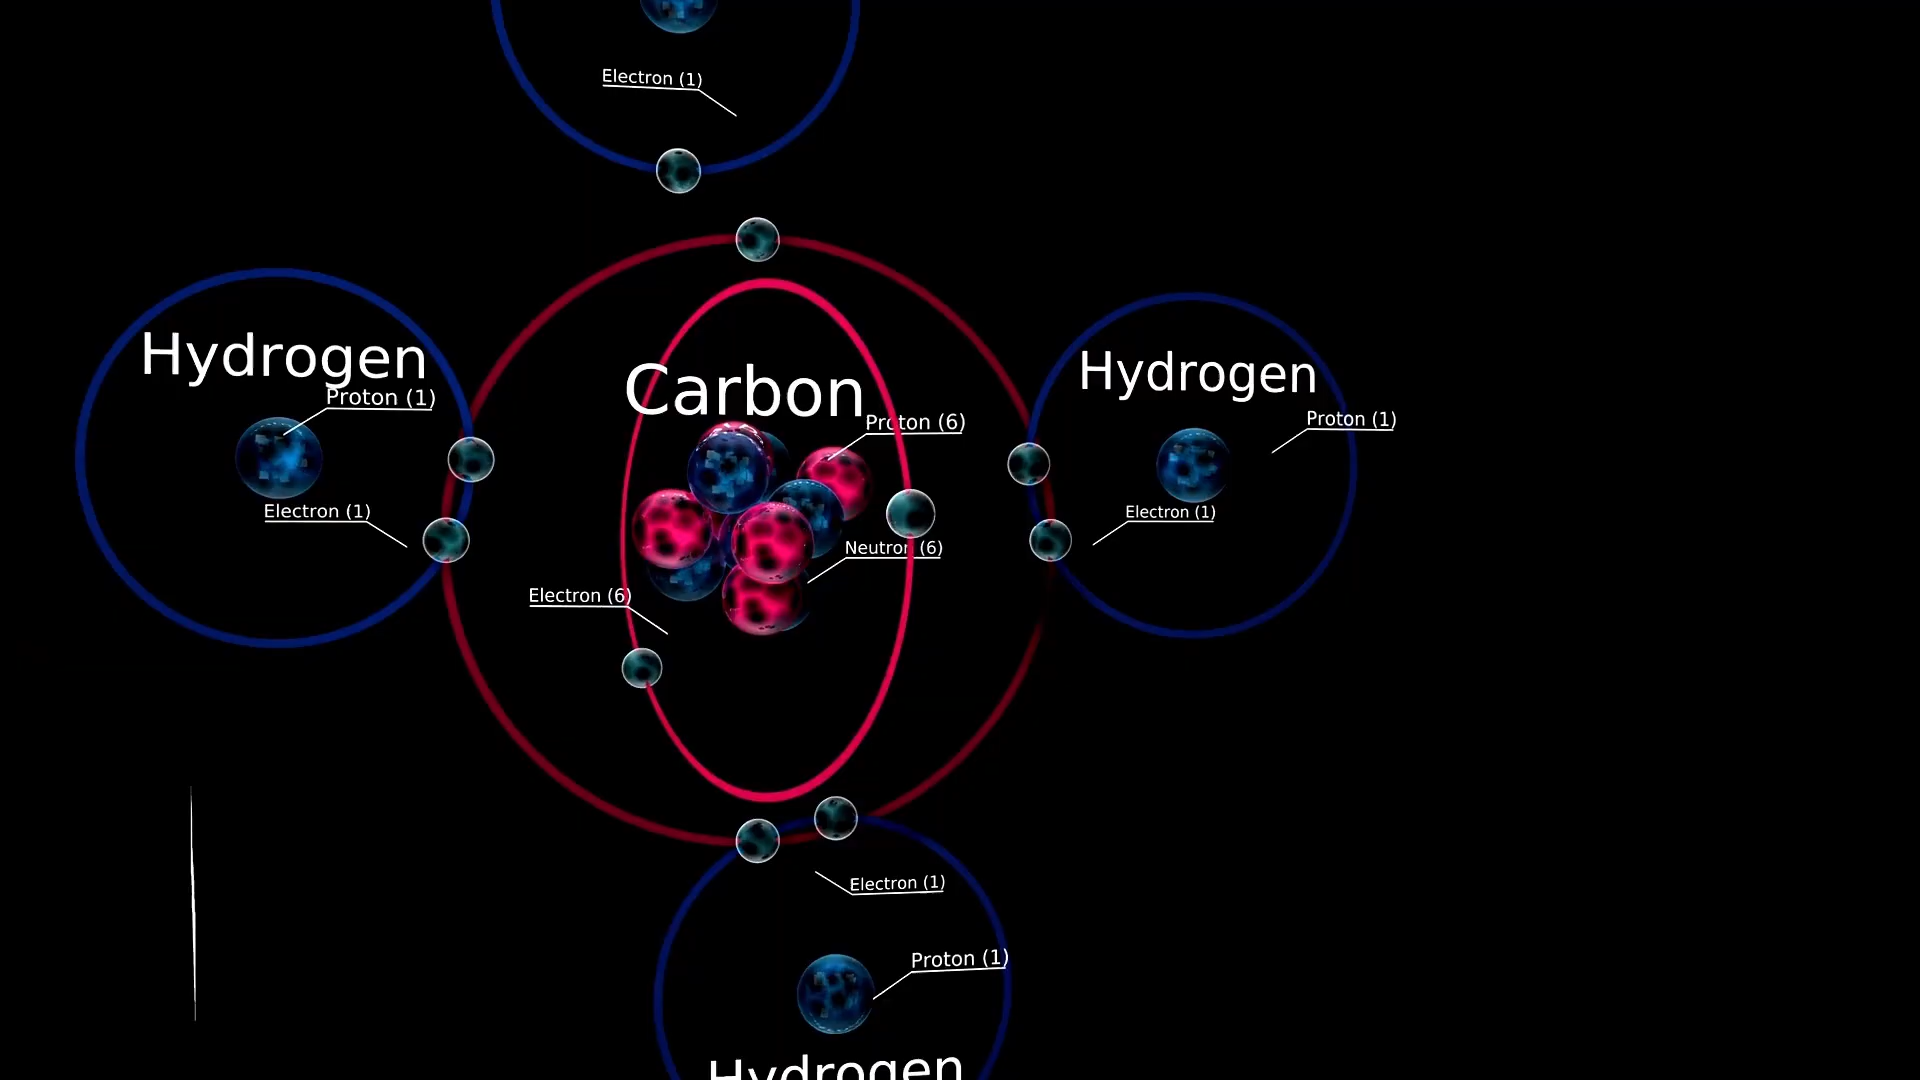 Electron (1)
Hydrogen
Proton (1)
Electron (1)
Carbon
Proton (6)
Neutron (6)
Electron (6)
Hydrogen
Proton (1)
Electron (1)
Electron (1)
Proton (1)
Hydrogen